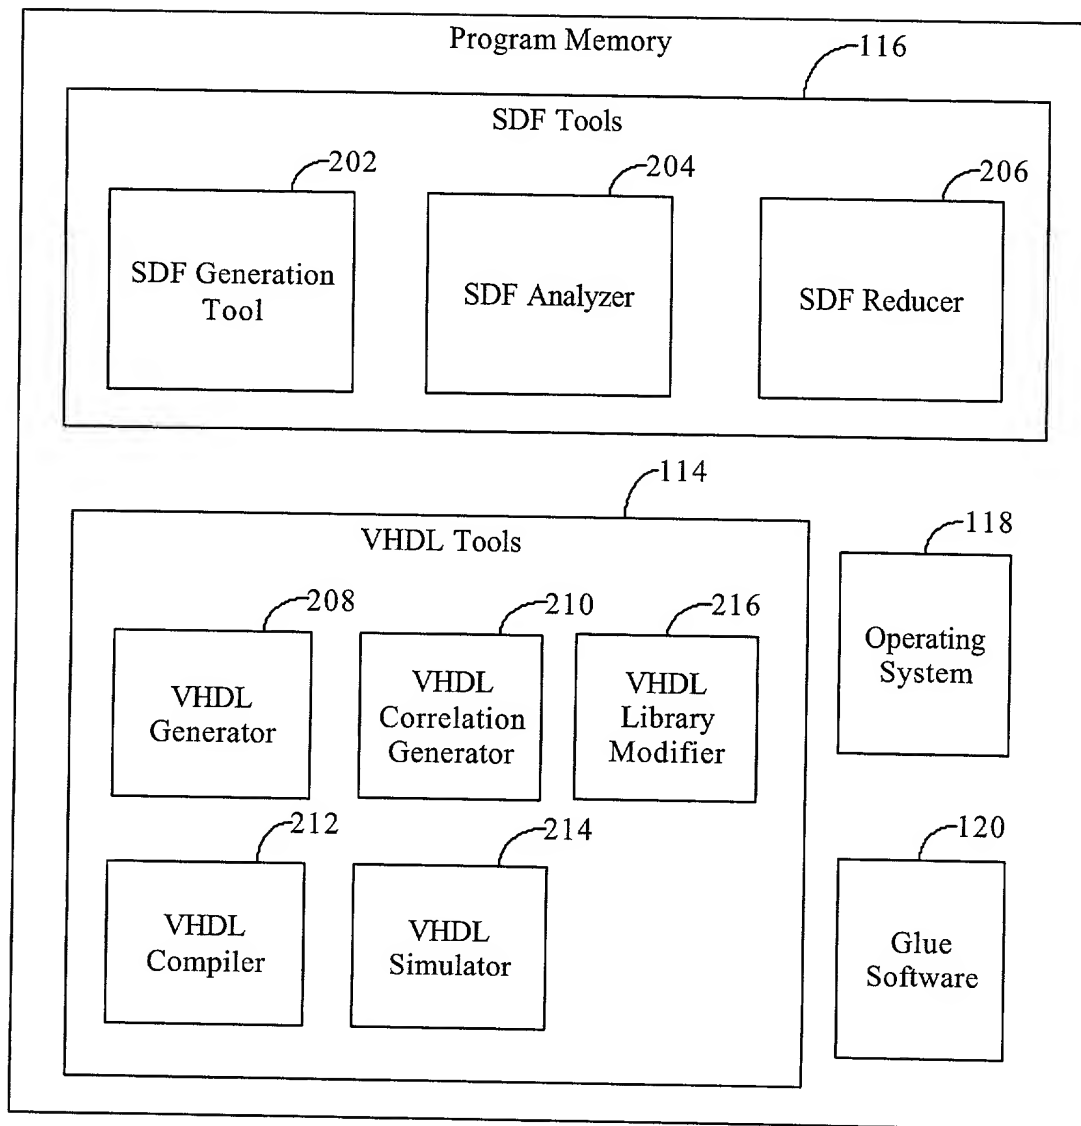 Program Memory
116
SDF Tools
202
204
206
SDF Generation
Tool
SDF Analyzer
SDF Reducer
114
VHDL Tools
118
208
210
216
Operating
System
VHDL
Generator
VHDL
Correlation
Generator
VHDL
Library
Modifier
212
214
120
VHDL
Compiler
VHDL
Simulator
Glue
Software